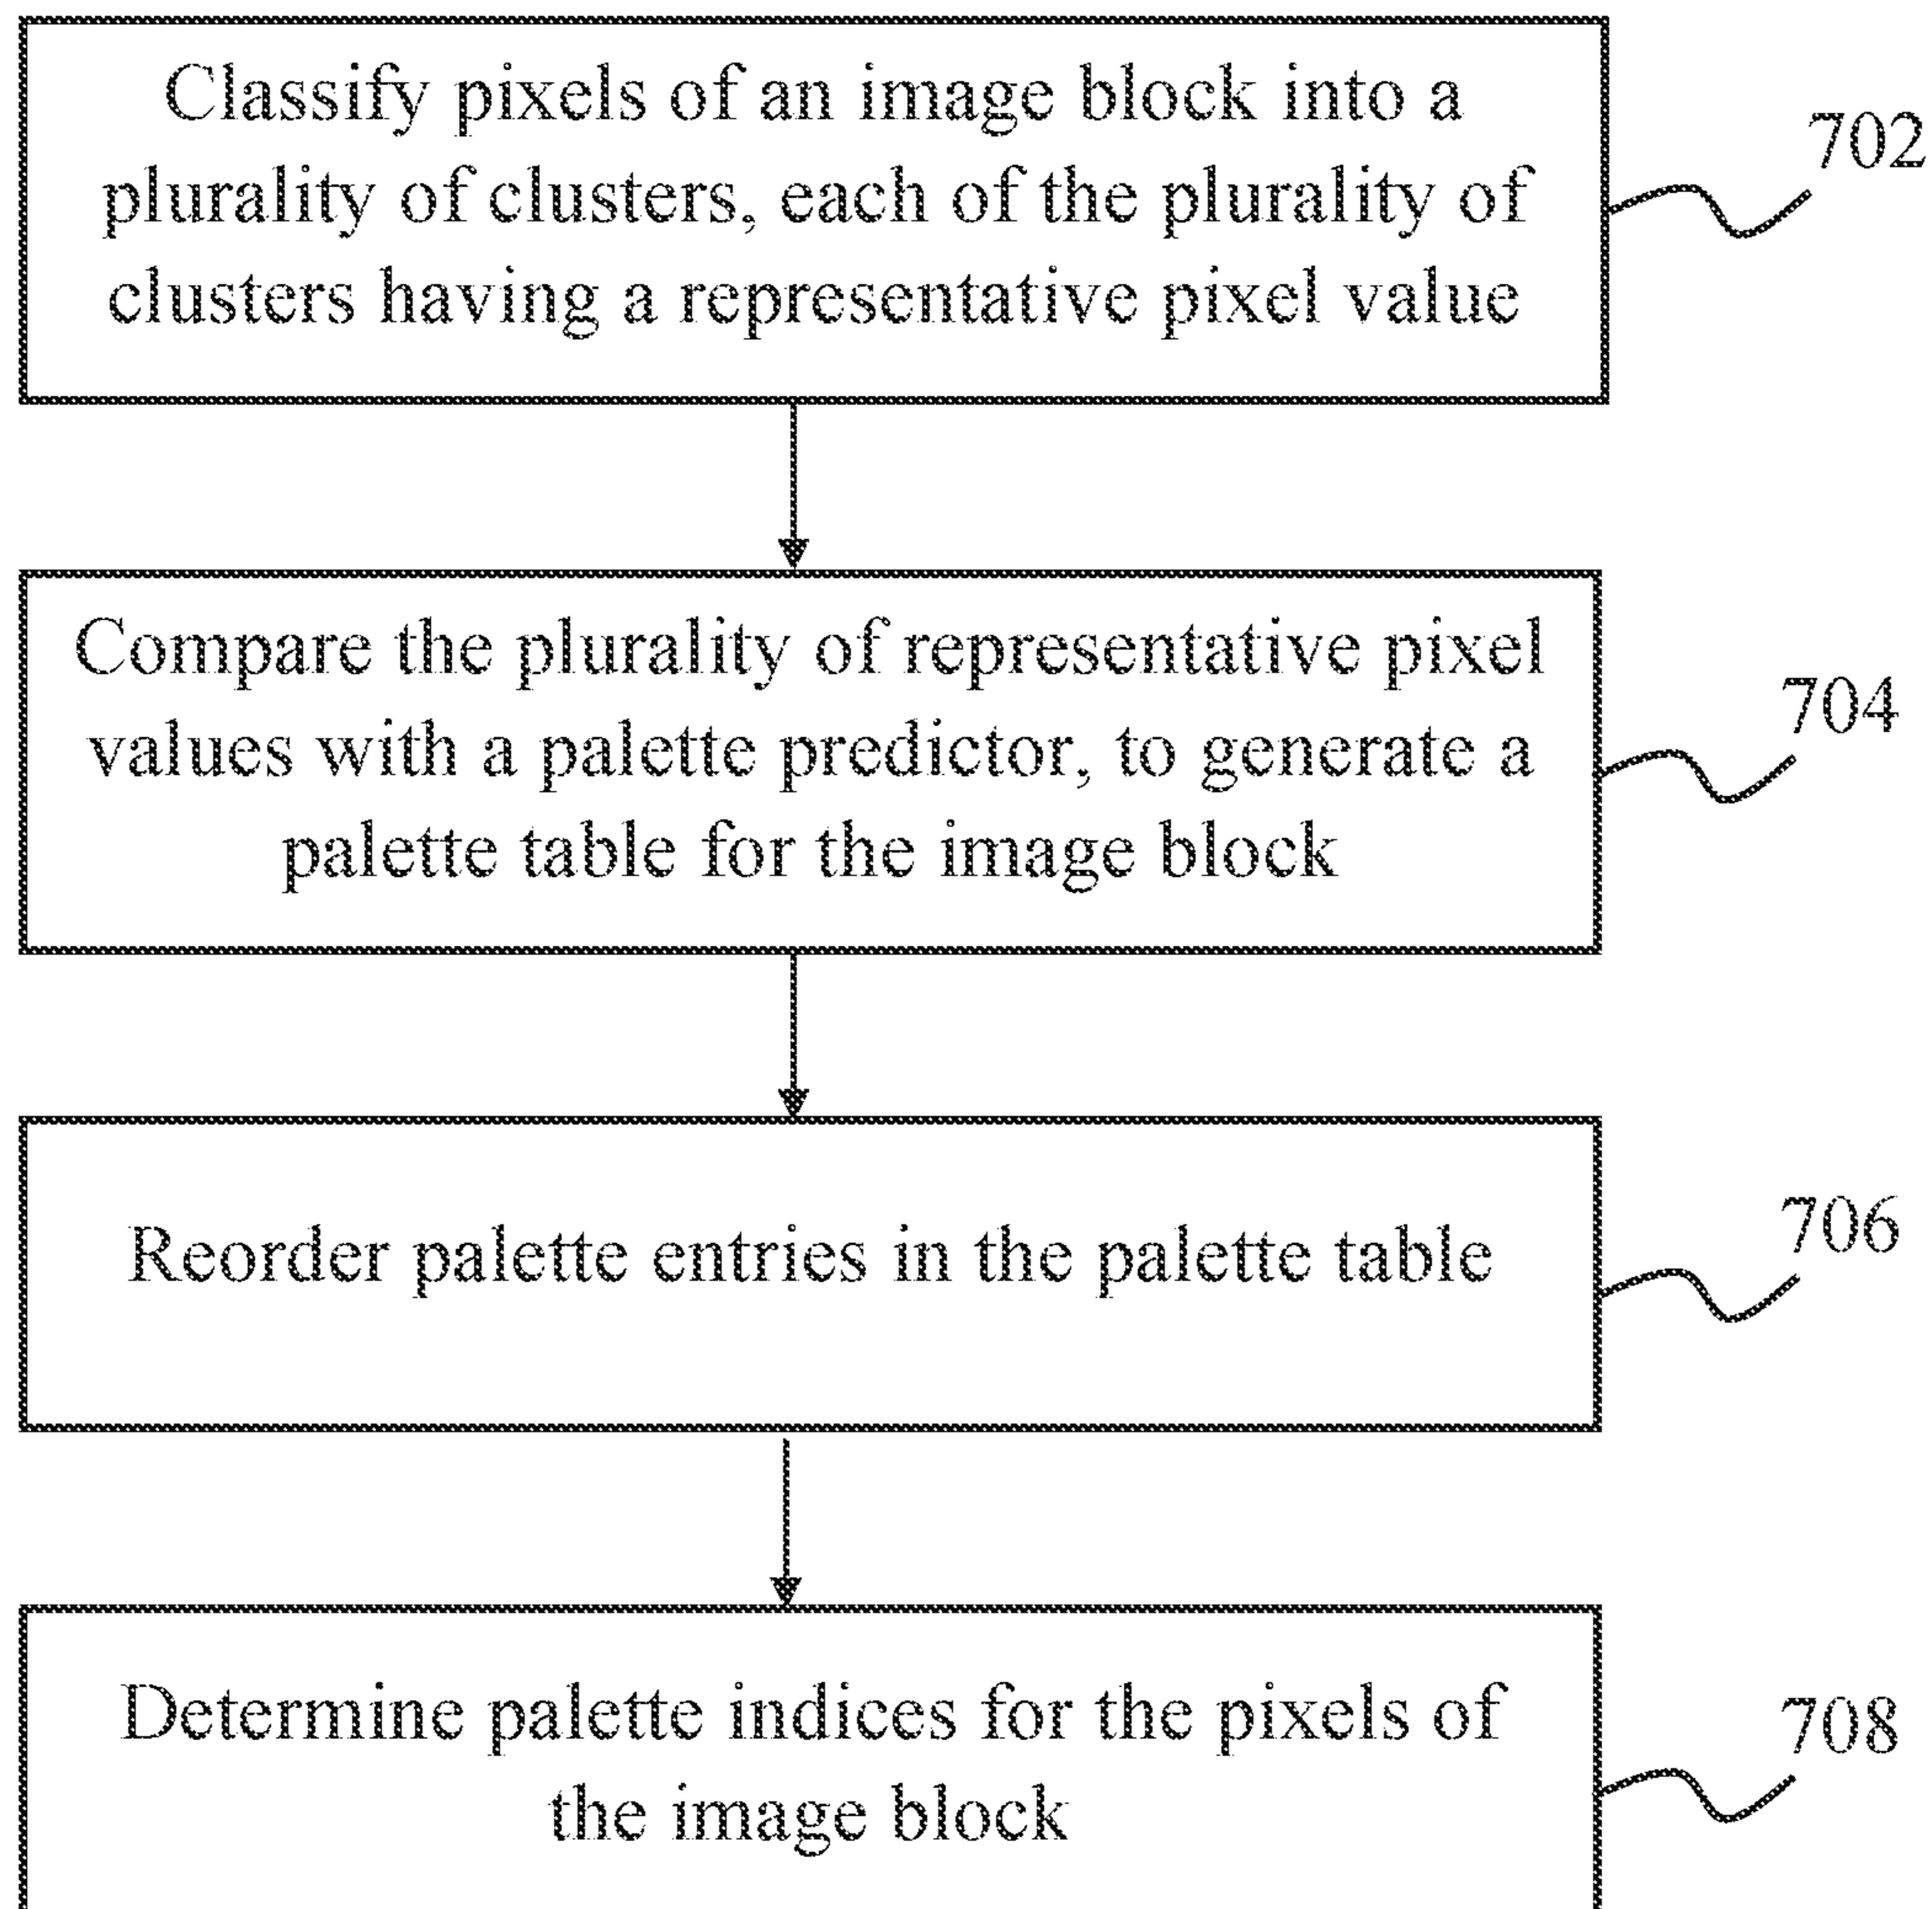 Classify pixels of an image block into a
plurality of clusters, each of the plurality of
clusters having a representative pixel value
702
Compare the plurality of representative pixel
values with a palette predictor, to generate a
palette table for the image block
704
Reorder palette entries in the palette table
706
Determine palette indices for the pixels of
the image block
708